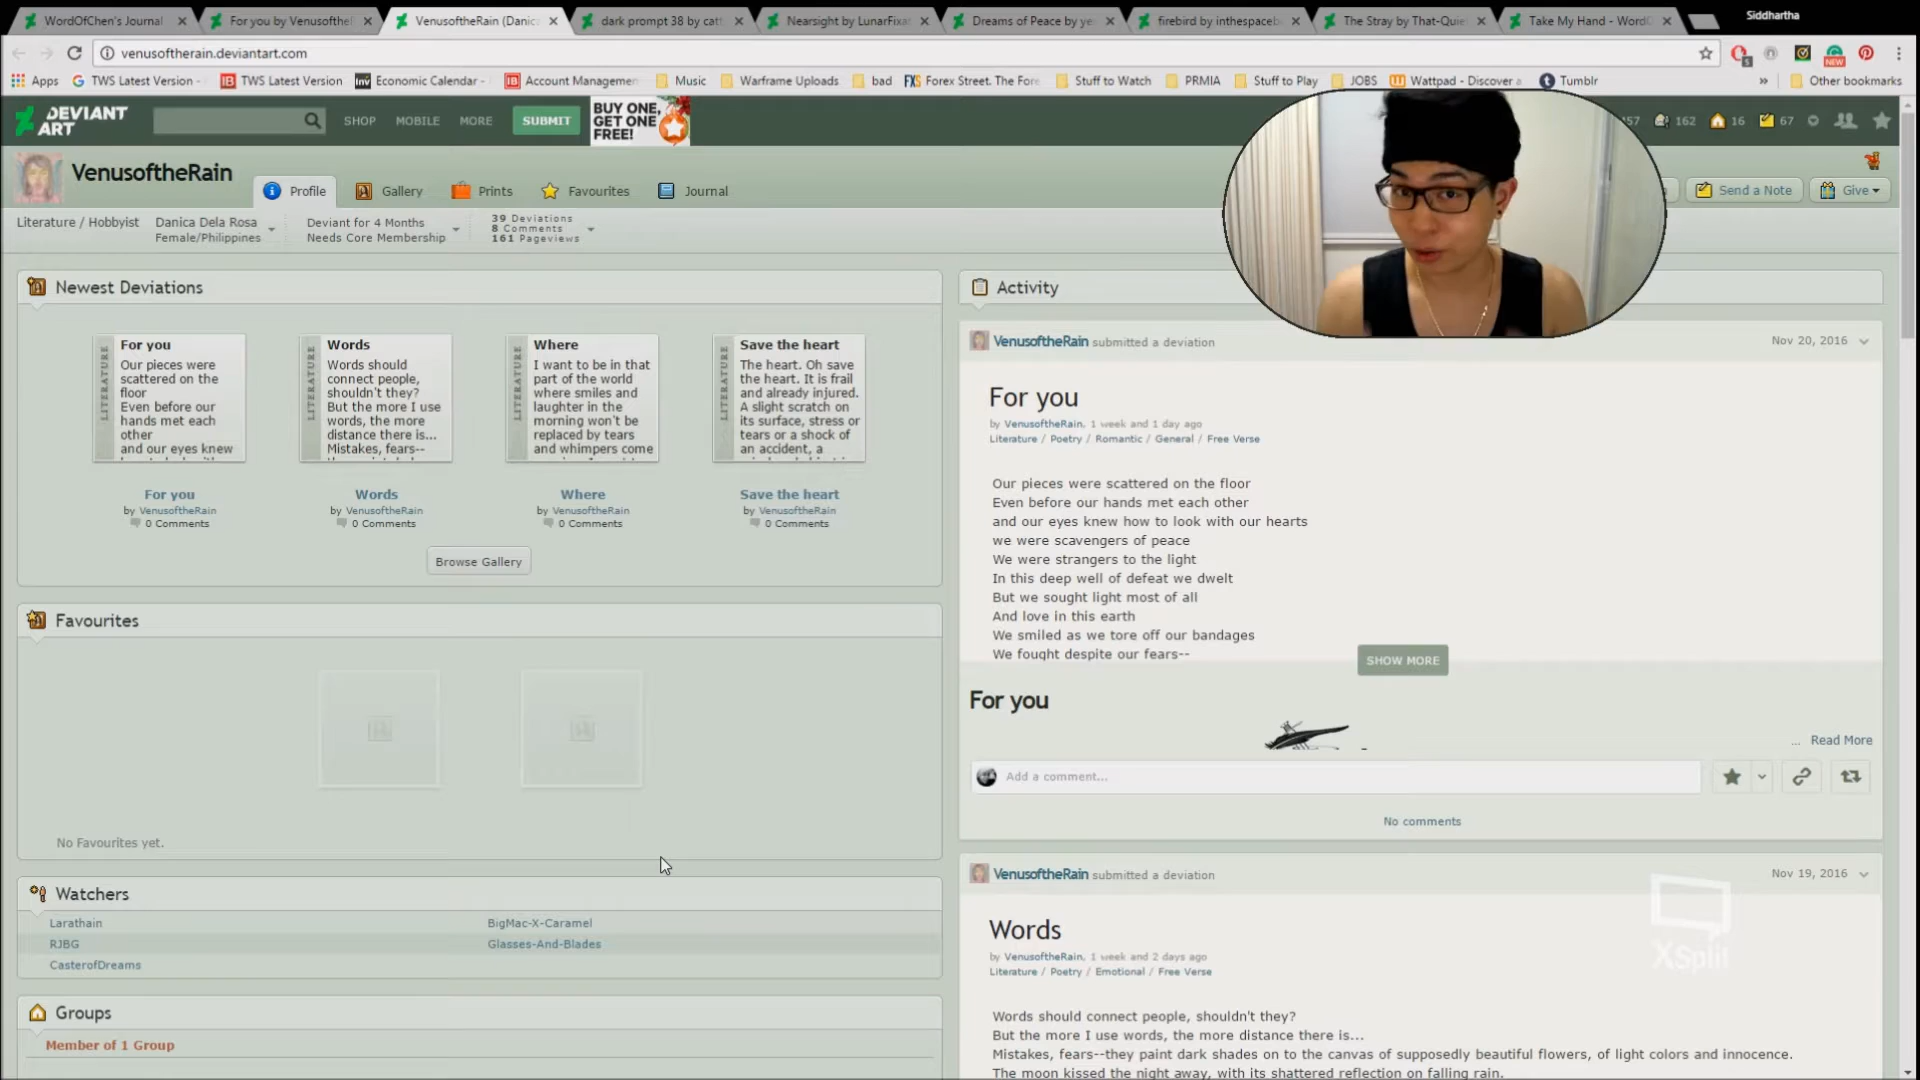 WordOfChen's Journal
For you by Venusofthe
VenusoftheRain (Danic
dark prompt 38 by cat
Nearsight by LunarFixa
Dreams of Peace by ye
firebird by inthespaceb
The Stray by That-Quie
Take My Hand - Word
Siddhartha
venusoftherain.deviantart.com
NEW
Apps
TWS Latest Version -
TWS Latest Version
Economic Calendar -
Account Managemen
Music
Warframe Uploads
bad
Forex Street. The Fore
Stuff to Watch
PRMIA
Stuff to Play
JOBS
Wattpad - Discover a
Tumblr
»
Other bookmarks
DEVIANT
ART
SHOP
MOBILE
MORE
SUBMIT
BUY ONE,
GET ONE
FREE!
157
162
16
67
VenusoftheRain
Profile
Gallery
Prints
Favourites
Journal
Send a Note
Give
Literature / Hobbyist
Danica Dela Rosa
Female/Philippines
Deviant for 4 Months
Needs Core Membership
39 Deviations
8 Comments
161 Pageviews
Newest Deviations
LITERATURE
For you
Our pieces were
scattered on the
floor
Even before our
hands met each
other
and our eyes knew
For you
by VenusoftheRain
0 Comments
LITERATURE
Words
Words should
connect people,
shouldn't they?
But the more I use
words, the more
distance there is...
Mistakes, fears--
Words
by VenusoftheRain
0 Comments
LITERATURE
Where
I want to be in that
part of the world
where smiles and
laughter in the
morning won't be
replaced by tears
and whimpers come
Where
by VenusoftheRain
0 Comments
LITERATURE
Save the heart
The heart. Oh save
the heart. It is frail
and already injured.
A slight scratch on
its surface, stress or
tears or a shock of
an accident, a
Save the heart
by VenusoftheRain
0 Comments
Browse Gallery
Favourites
No Favourites yet.
Watchers
Larathain
BigMac-X-Caramel
RJBG
Glasses-And-Blades
CasterofDreams
Groups
Member of 1 Group
Activity
VenusoftheRain submitted a deviation
Nov 20, 2016
For you
by VenusoftheRain, 1 week and 1 day ago
Literature / Poetry / Romantic / General / Free Verse
Our pieces were scattered on the floor
Even before our hands met each other
and our eyes knew how to look with our hearts
we were scavengers of peace
We were strangers to the light
In this deep well of defeat we dwelt
But we sought light most of all
And love in this earth
We smiled as we tore off our bandages
We fought despite our fears--
SHOW MORE
For you
... Read More
Add a comment...
No comments
VenusoftheRain submitted a deviation
Nov 19, 2016
Words
by VenusoftheRain, 1 week and 2 days ago
Literature / Poetry / Emotional / Free Verse
Words should connect people, shouldn't they?
But the more I use words, the more distance there is...
Mistakes, fears--they paint dark shades on to the canvas of supposedly beautiful flowers, of light colors and innocence.
The moon kissed the night away, with its shattered reflection on falling rain.
XSplit